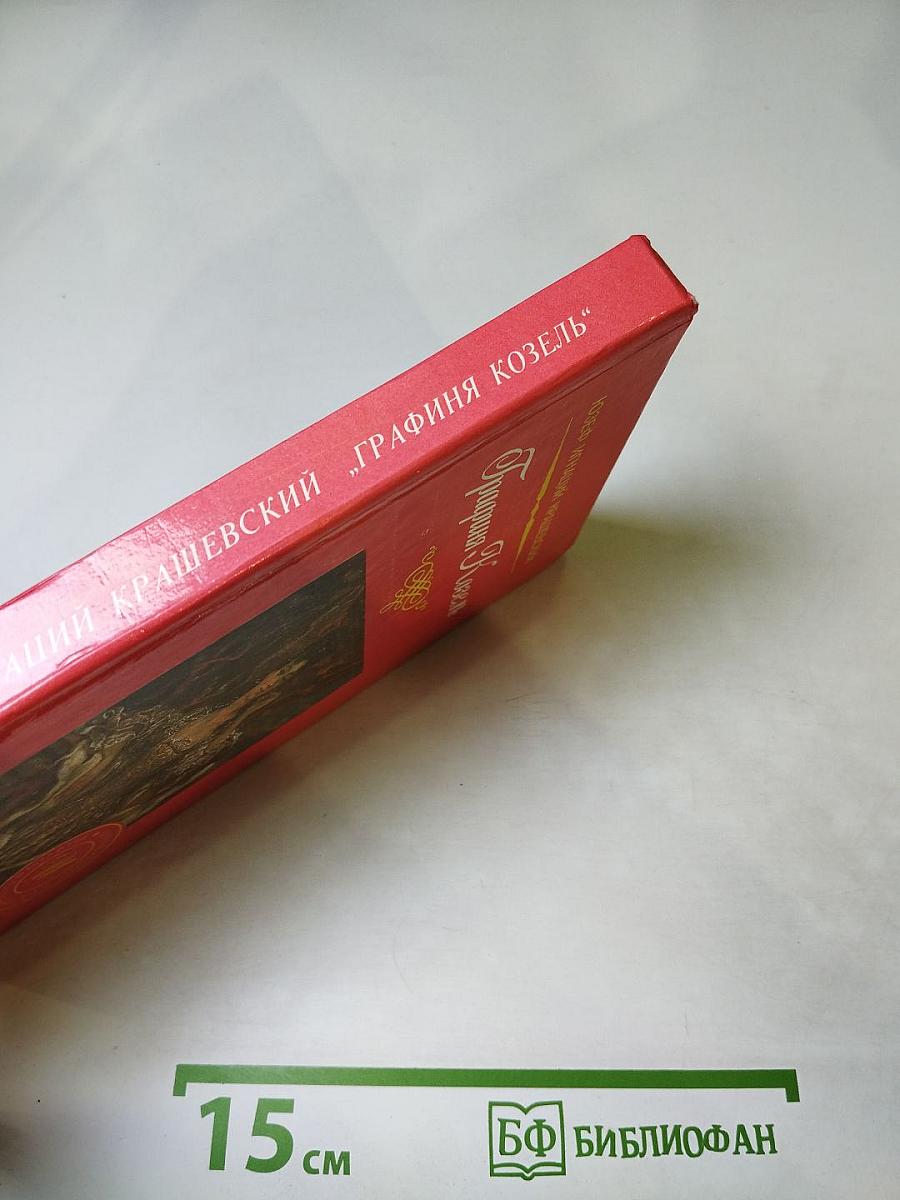 АЦИЙ КРАШЕВСКИЙ „ГРАФИНЯ КОЗЕЛЬ“
Графиня Козель
15 см
БФ БИБЛИОФАН